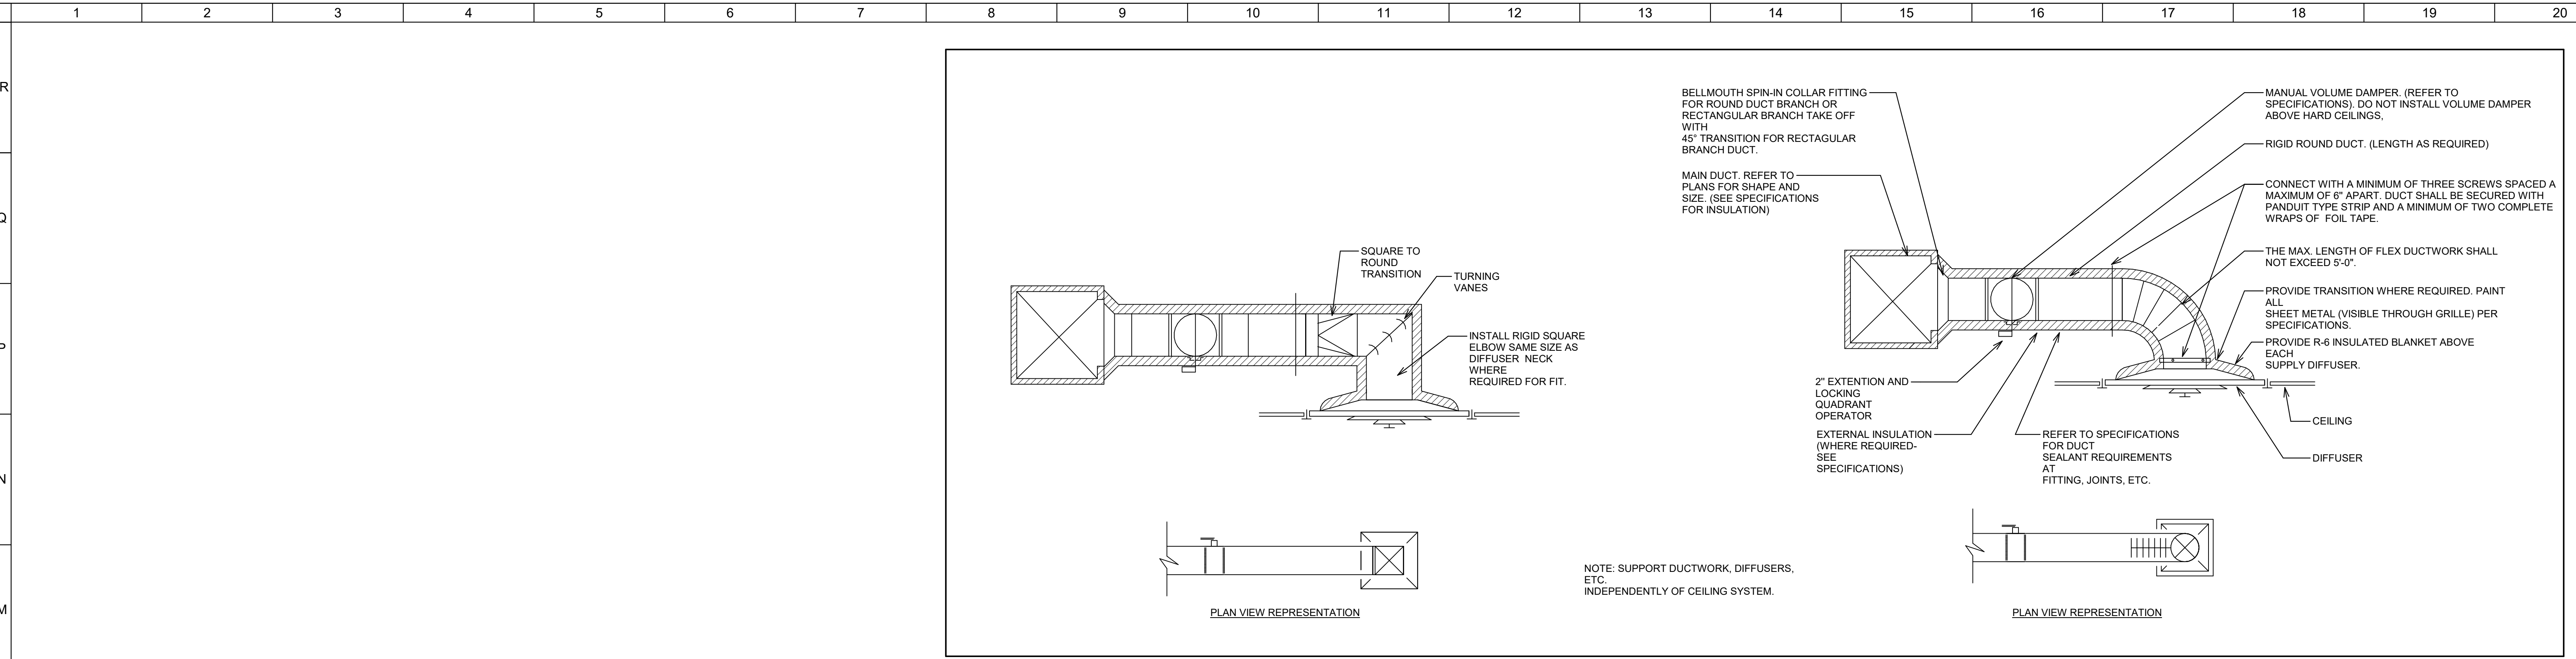 1 2 3 4 5 6 7 8 9 10 11 12 13 14 15 16 17 18 19 20
R
Q
P
N
M
SQUARE TO
ROUND
TRANSITION
TURNING
VANES
INSTALL RIGID SQUARE
ELBOW SAME SIZE AS
DIFFUSER NECK
WHERE
REQUIRED FOR FIT.
PLAN VIEW REPRESENTATION
NOTE: SUPPORT DUCTWORK, DIFFUSERS,
ETC.
INDEPENDENTLY OF CEILING SYSTEM.
BELLMOUTH SPIN-IN COLLAR FITTING
FOR ROUND DUCT BRANCH OR
RECTANGULAR BRANCH TAKE OFF
WITH
45° TRANSITION FOR RECTAGULAR
BRANCH DUCT.
MAIN DUCT. REFER TO
PLANS FOR SHAPE AND
SIZE. (SEE SPECIFICATIONS
FOR INSULATION)
2" EXTENTION AND
LOCKING
QUADRANT
OPERATOR
EXTERNAL INSULATION
(WHERE REQUIRED-
SEE
SPECIFICATIONS)
REFER TO SPECIFICATIONS
FOR DUCT
SEALANT REQUIREMENTS
AT
FITTING, JOINTS, ETC.
MANUAL VOLUME DAMPER. (REFER TO
SPECIFICATIONS). DO NOT INSTALL VOLUME DAMPER
ABOVE HARD CEILINGS,
RIGID ROUND DUCT. (LENGTH AS REQUIRED)
CONNECT WITH A MINIMUM OF THREE SCREWS SPACED A
MAXIMUM OF 6" APART. DUCT SHALL BE SECURED WITH
PANDUIT TYPE STRIP AND A MINIMUM OF TWO COMPLETE
WRAPS OF FOIL TAPE.
THE MAX. LENGTH OF FLEX DUCTWORK SHALL
NOT EXCEED 5'-0".
PROVIDE TRANSITION WHERE REQUIRED. PAINT
ALL
SHEET METAL (VISIBLE THROUGH GRILLE) PER
SPECIFICATIONS.
PROVIDE R-6 INSULATED BLANKET ABOVE
EACH
SUPPLY DIFFUSER.
CEILING
DIFFUSER
PLAN VIEW REPRESENTATION